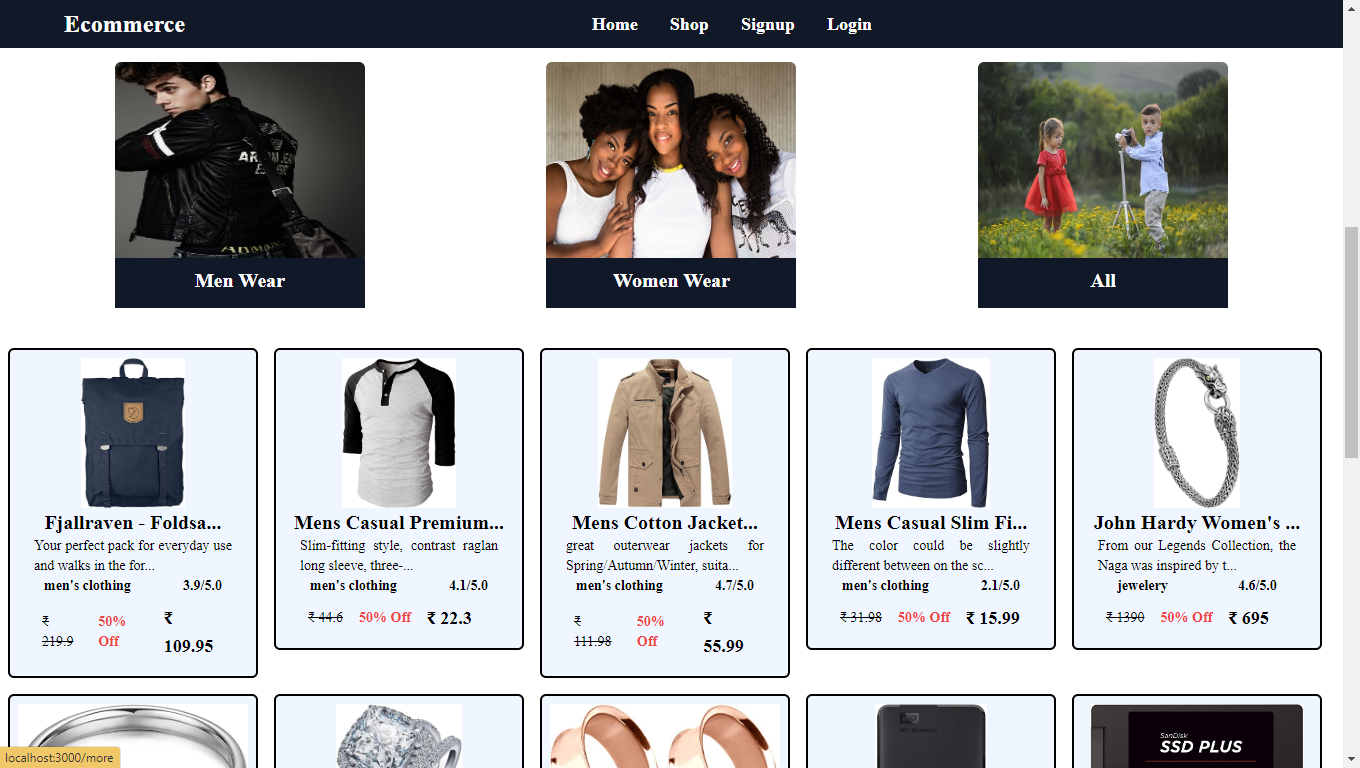 Ecommerce
Home Shop Signup Login
Men Wear
Women Wear
All
Fjallraven - Foldsa...
Your perfect pack for everyday use
and walks in the for...
men's clothing 3.9/5.0
₹ 219.9 50% Off ₹ 109.95
Mens Casual Premium...
Slim-fitting style, contrast raglan
long sleeve, three-...
men's clothing 4.1/5.0
₹ 44.6 50% Off ₹ 22.3
Mens Cotton Jacket...
great outerwear jackets for
Spring/Autumn/Winter, suita...
men's clothing 4.7/5.0
₹ 111.98 50% Off ₹ 55.99
Mens Casual Slim Fi...
The color could be slightly
different between on the sc...
men's clothing 2.1/5.0
₹ 31.98 50% Off ₹ 15.99
John Hardy Women's ...
From our Legends Collection, the
Naga was inspired by t...
jewelery 4.6/5.0
₹ 1390 50% Off ₹ 695
SanDisk
SSD PLUS
localhost:3000/more